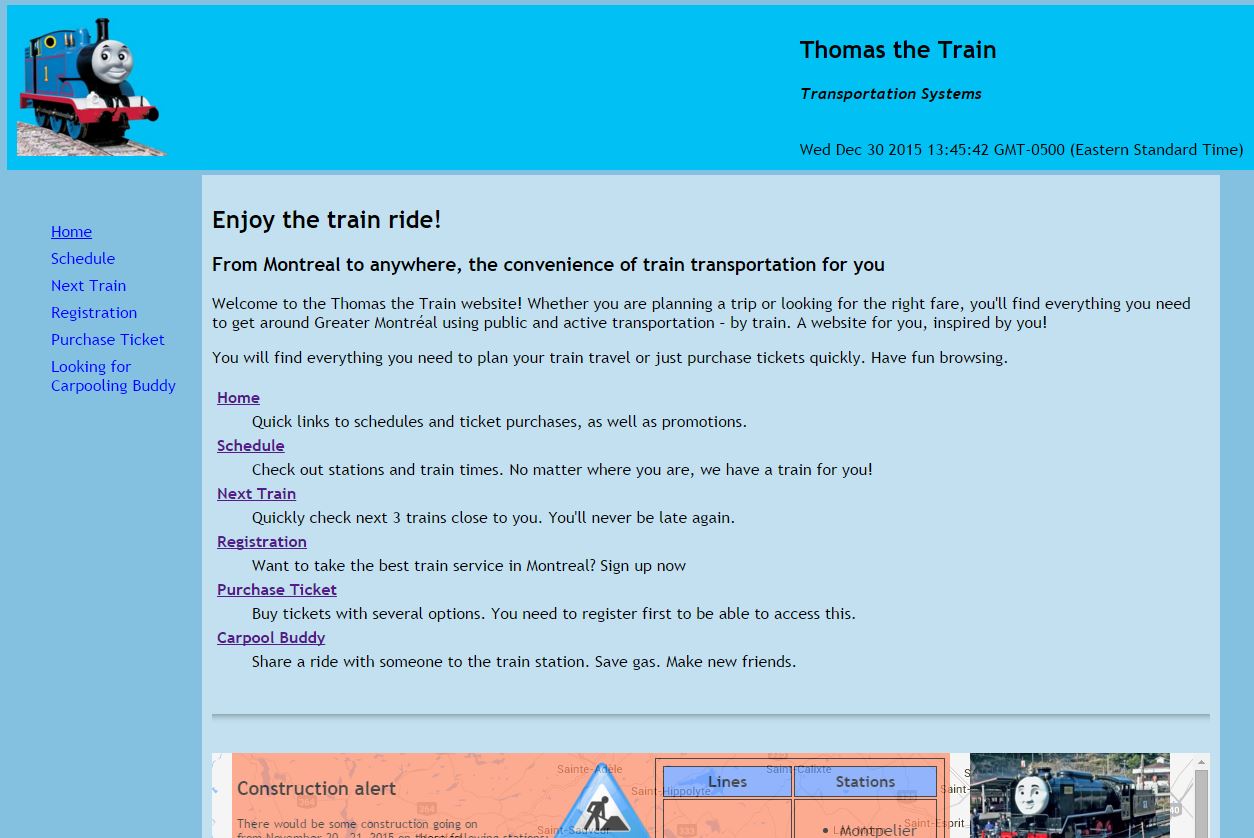 1
Thomas the Train
Transportation Systems
Wed Dec 30 2015 13:45:42 GMT-0500 (Eastern Standard Time)
Home
Schedule
Next Train
Registration
Purchase Ticket
Looking for
Carpooling Buddy
Enjoy the train ride!
From Montreal to anywhere, the convenience of train transportation for you
Welcome to the Thomas the Train website! Whether you are planning a trip or looking for the right fare, you'll find everything you need
to get around Greater Montréal using public and active transportation – by train. A website for you, inspired by you!
You will find everything you need to plan your train travel or just purchase tickets quickly. Have fun browsing.
Home
Quick links to schedules and ticket purchases, as well as promotions.
Schedule
Check out stations and train times. No matter where you are, we have a train for you!
Next Train
Quickly check next 3 trains close to you. You'll never be late again.
Registration
Want to take the best train service in Montreal? Sign up now
Purchase Ticket
Buy tickets with several options. You need to register first to be able to access this.
Carpool Buddy
Share a ride with someone to the train station. Save gas. Make new friends.
Construction alert
There would be some construction going on
from November 20 - 21, 2015 on the following stations
Lines
Stations
Montpelier
Sainte-Adèle
Saint-Hippolyte
Saint-Calixte
Saint-Sauveur
Saint-Esprit
364
264
333